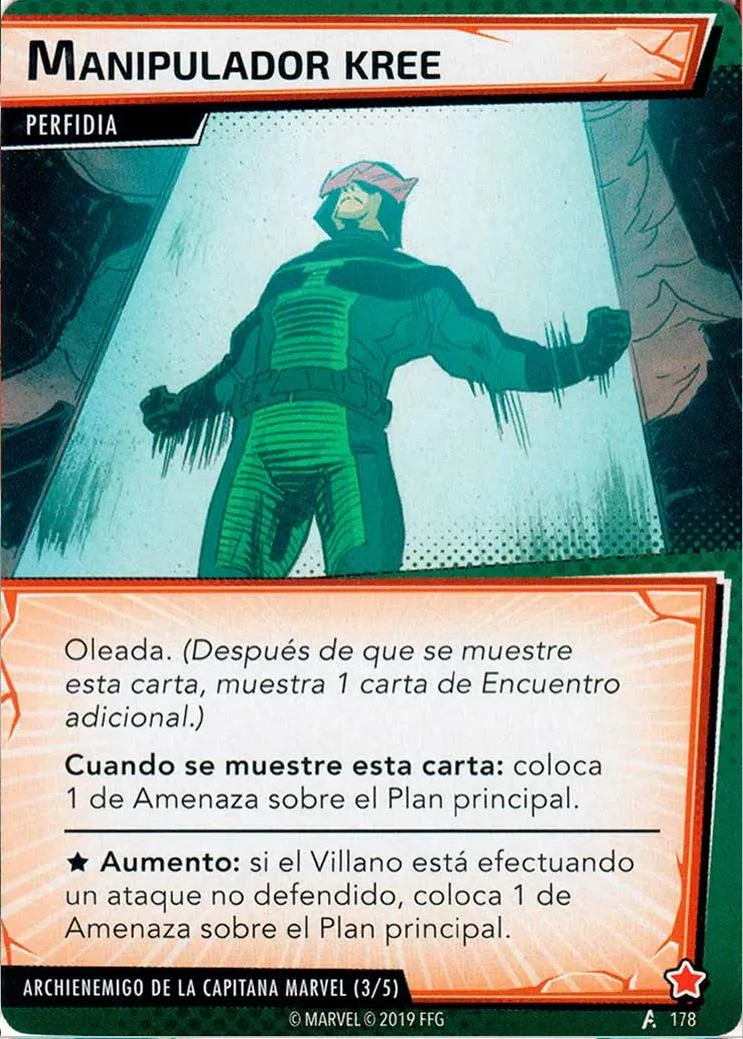 MANIPULADOR KREE
PERFIDIA
Oleada. (Después de que se muestre
esta carta, muestra 1 carta de Encuentro
adicional.)
Cuando se muestre esta carta: coloca
1 de Amenaza sobre el Plan principal.
★ Aumento: si el Villano está efectuando
un ataque no defendido, coloca 1 de
Amenaza sobre el Plan principal.
ARCHIENEMIGO DE LA CAPITANA MARVEL (3/5)
© MARVEL © 2019 FFG
178